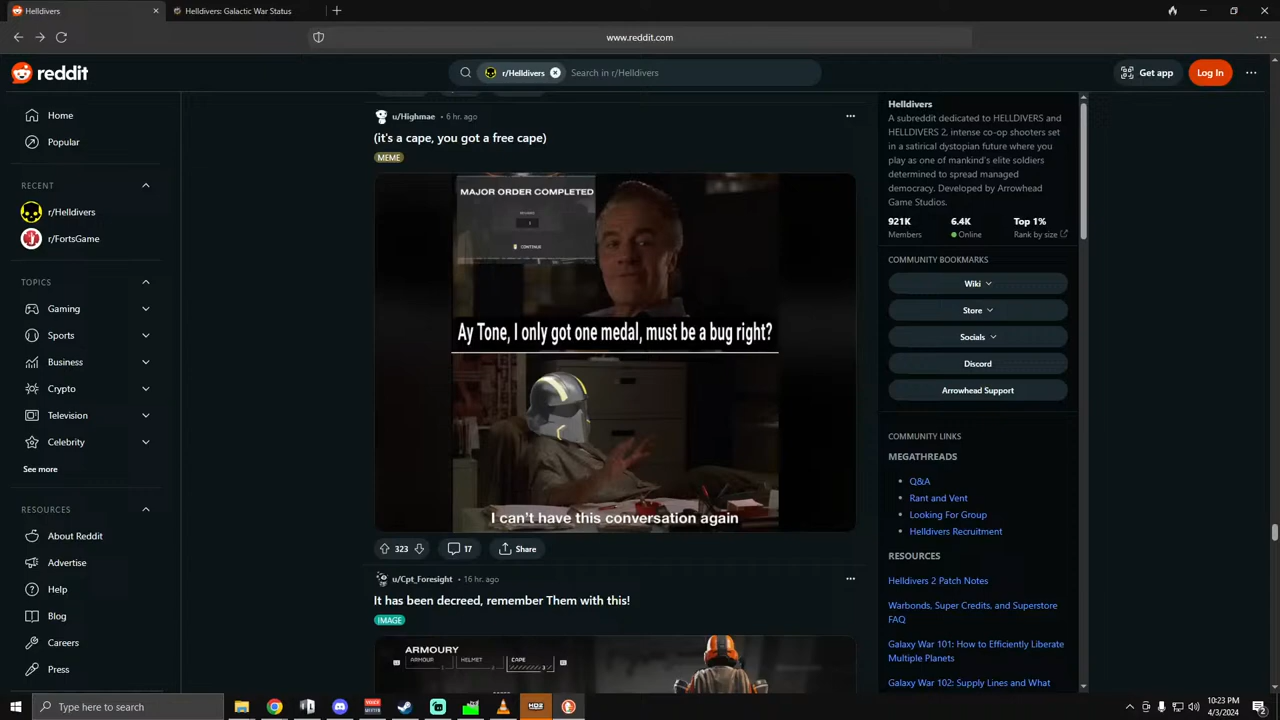 Helldivers
Helldivers: Galactic War Status
www.reddit.com
reddit
r/Helldivers
Search in r/Helldivers
Get app
Log In
Home
Popular
RECENT
r/Helldivers
r/FortsGame
TOPICS
Gaming
Sports
Business
Crypto
Television
Celebrity
See more
RESOURCES
About Reddit
Advertise
Help
Blog
Careers
Press
u/Highmae • 6 hr. ago
(it's a cape, you got a free cape)
MEME
MAJOR ORDER COMPLETED
CONTINUE
Ay Tone, I only got one medal, must be a bug right?
I can't have this conversation again
323
17
Share
u/Cpt_Foresight • 16 hr. ago
It has been decreed, remember Them with this!
IMAGE
ARMOURY
ARMOUR
HELMET
CAPE
Helldivers
A subreddit dedicated to HELLDIVERS and
HELLDIVERS 2, intense co-op shooters set
in a satirical dystopian future where you
play as one of mankind's elite soldiers
determined to spread managed
democracy. Developed by Arrowhead
Game Studios.
921K 6.4K Top 1%
Members Online Rank by size
COMMUNITY BOOKMARKS
Wiki
Store
Socials
Discord
Arrowhead Support
COMMUNITY LINKS
MEGATHREADS
Q&A
Rant and Vent
Looking For Group
Helldivers Recruitment
RESOURCES
Helldivers 2 Patch Notes
Warbonds, Super Credits, and Superstore
FAQ
Galaxy War 101: How to Efficiently Liberate
Multiple Planets
Galaxy War 102: Supply Lines and What
Type here to search
10:23 PM
4/3/2024